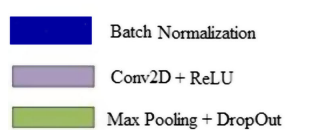 Batch Normalization
Conv2D + ReLU
Max Pooling + DropOut